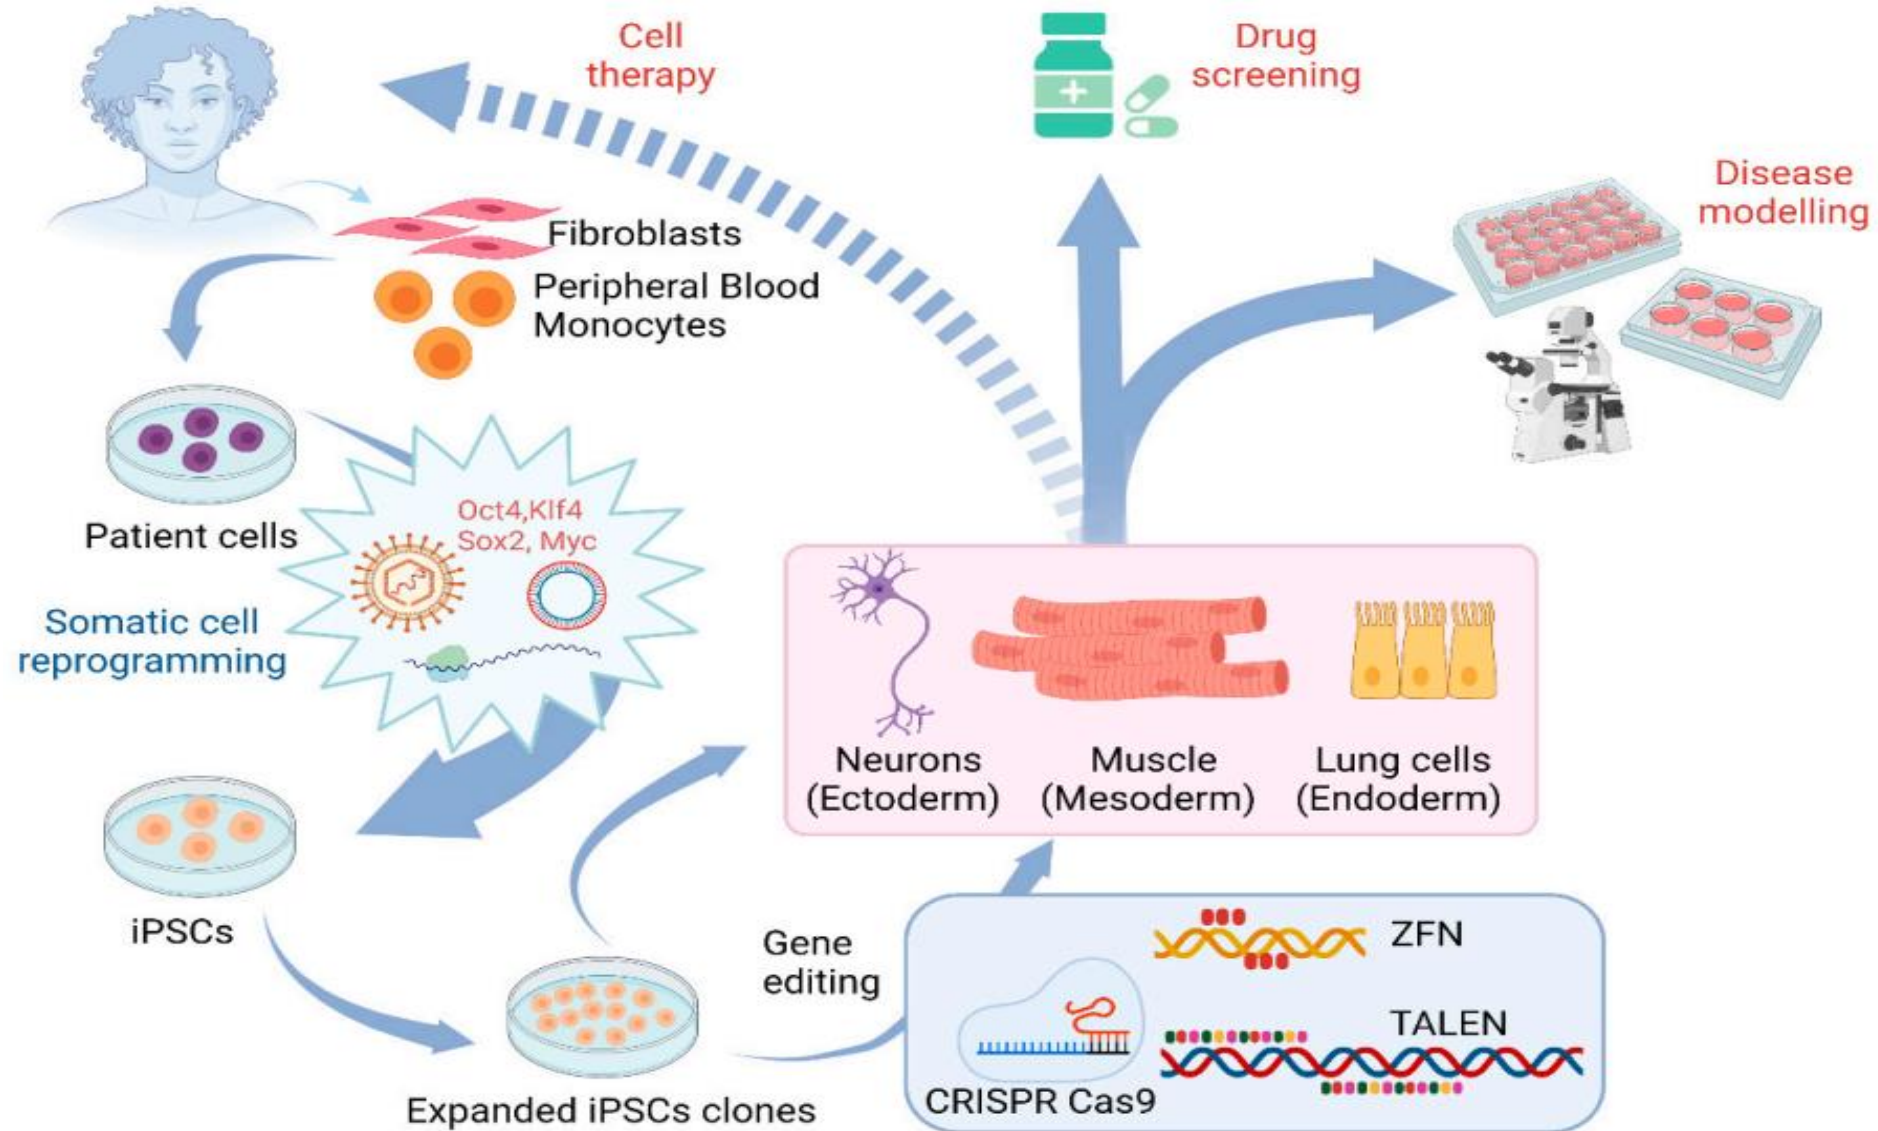 Cell
therapy
Drug
screening
Disease
modelling
Fibroblasts
Peripheral Blood
Monocytes
Patient cells
Oct4,Klf4
Sox2, Myc
Somatic cell
reprogramming
Neurons
(Ectoderm)
Muscle
(Mesoderm)
Lung cells
(Endoderm)
iPSCs
Gene
editing
ZFN
TALEN
CRISPR Cas9
Expanded iPSCs clones